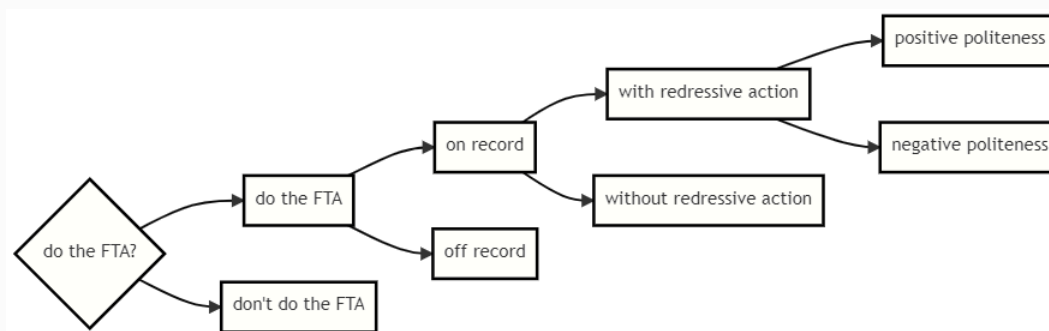 positive politeness
with redressive action
on record
negative politeness
do the FTA
without redressive action
do the FTA?
off record
don't do the FTA